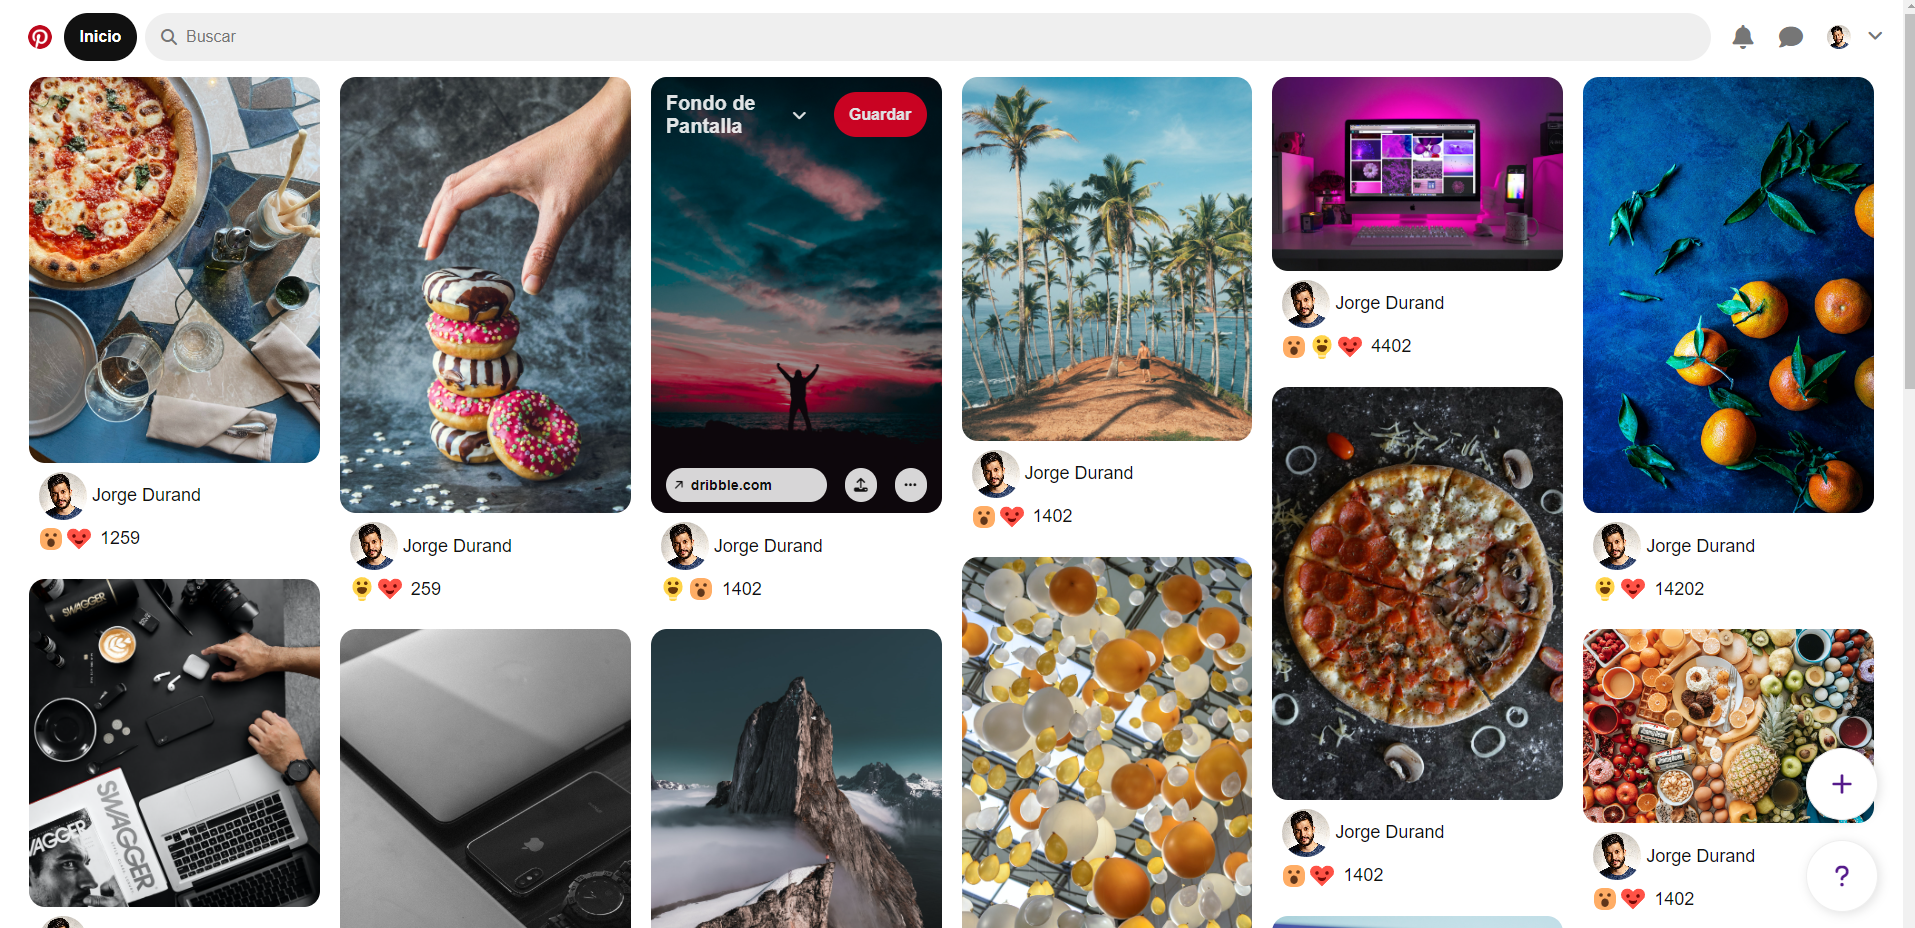 Inicio
Buscar
Fondo de
Pantalla
Guardar
dribble.com
Jorge Durand
4402
Jorge Durand
1402
Jorge Durand
1259
Jorge Durand
259
Jorge Durand
1402
Jorge Durand
14202
SWAGGER
SWAGGER
Jorge Durand
1402
Jorge Durand
1402
?